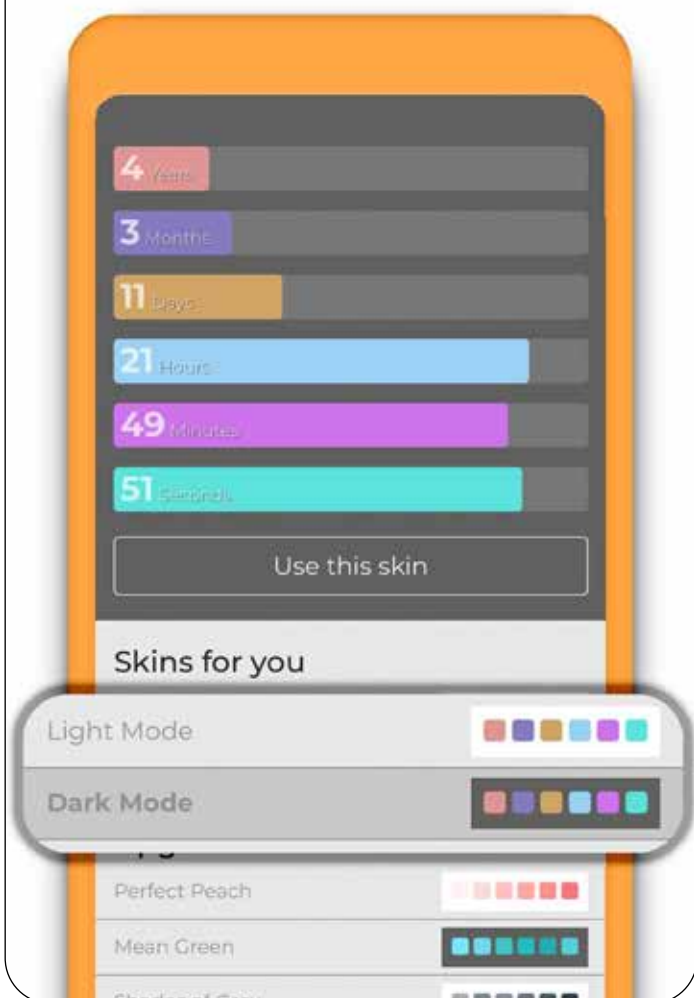 4 Years
3 Months
11 Days
21 Hours
49 Minutes
51 Seconds
Use this skin
Skins for you
Light Mode
Dark Mode
Perfect Peach
Mean Green